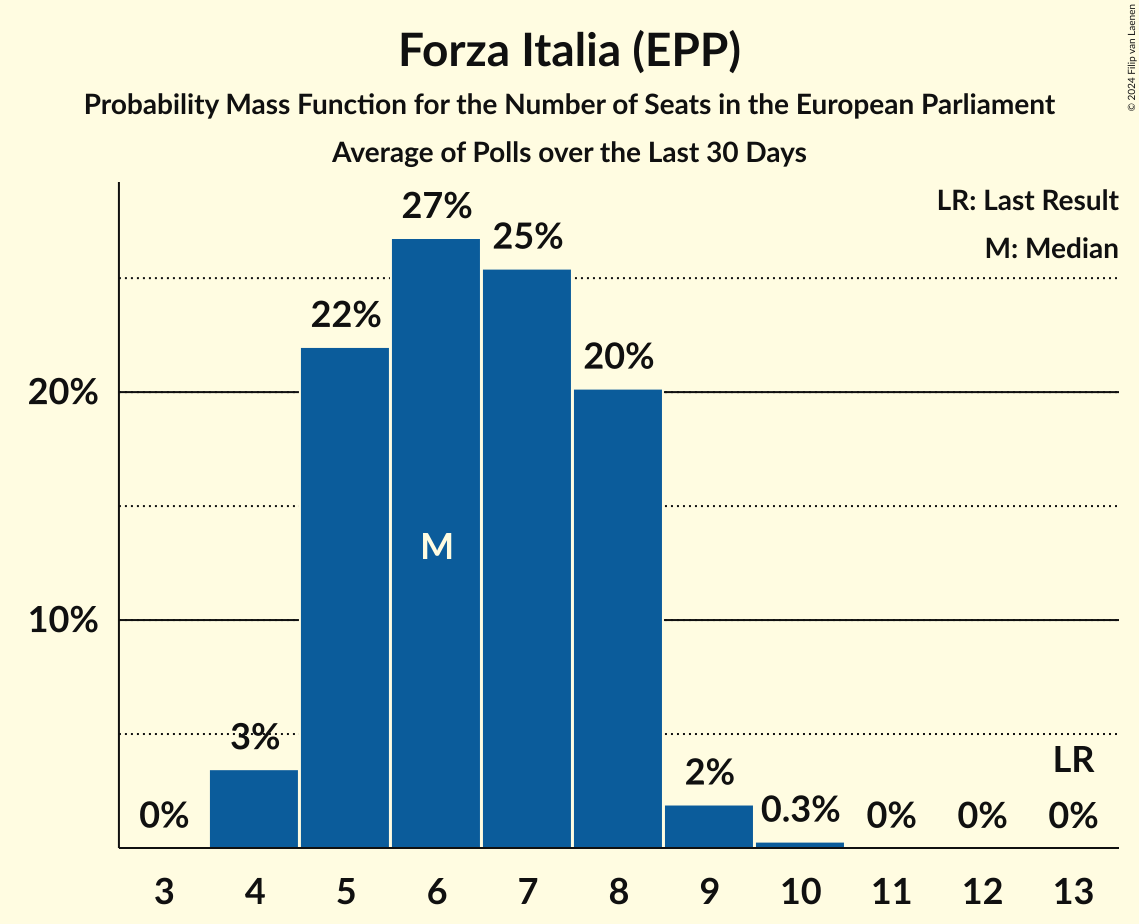 Forza Italia (EPP)
Probability Mass Function for the Number of Seats in the European Parliament
Average of Polls over the Last 30 Days
© 2024 Filip van Laenen
LR: Last Result
M: Median
27%
25%
22%
20%
20%
M
10%
3%
LR
2%
0%
0.3%
0%
0%
0%
3 4 5 6 7 8 9 10 11 12 13